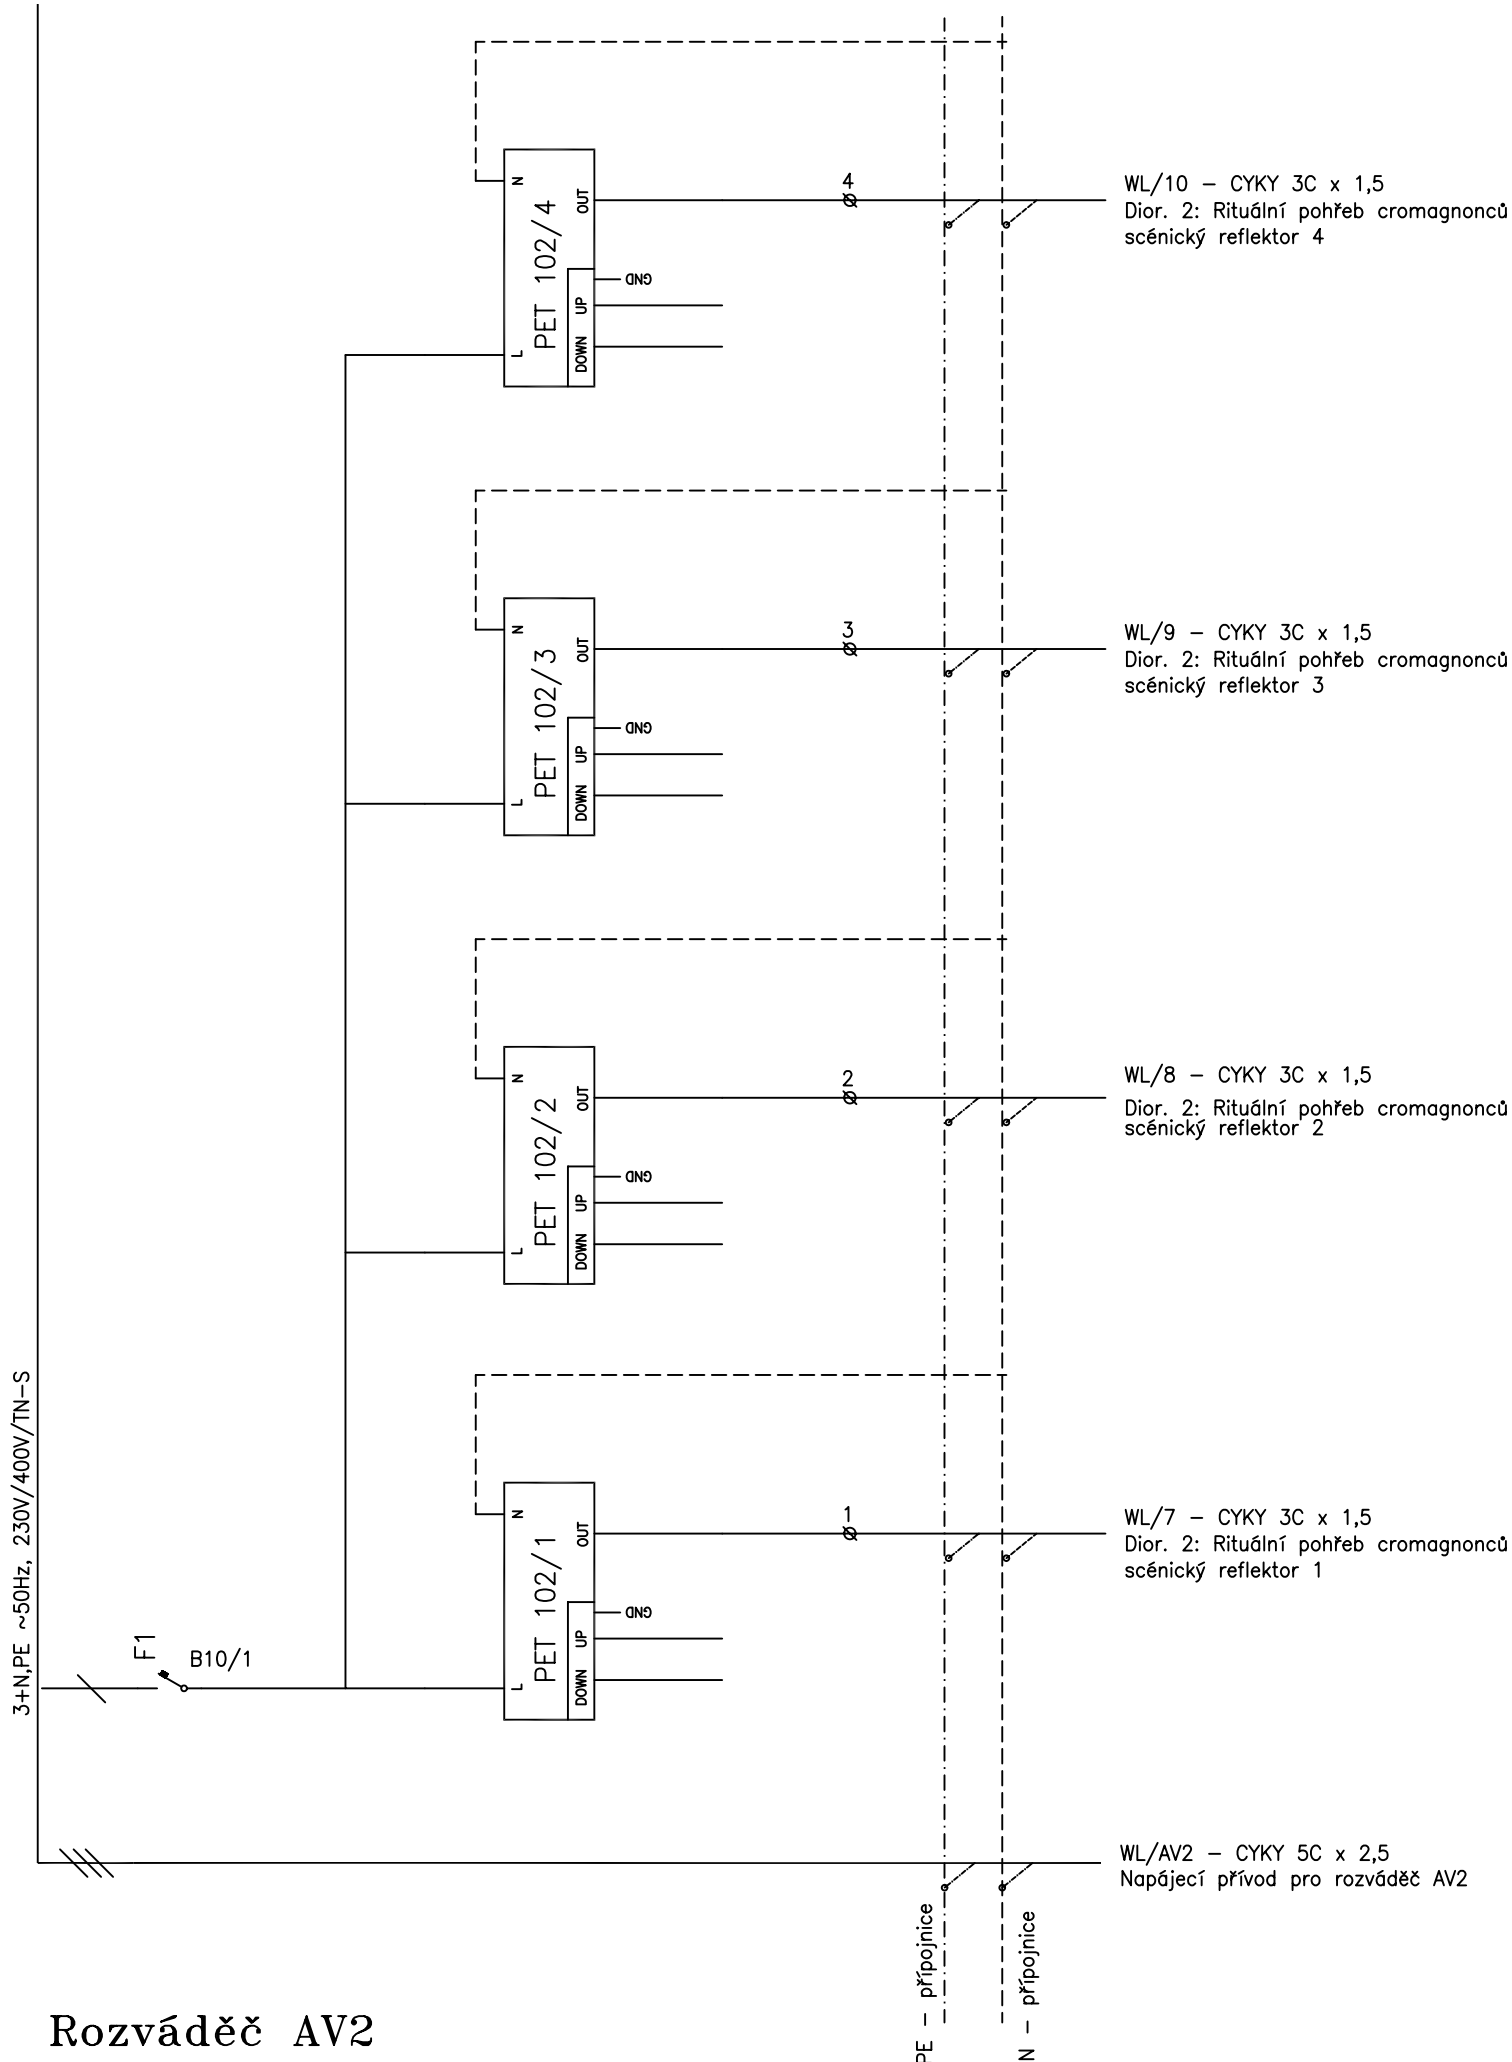 N
OUT
PET 102/4
GND
UP
DOWN
L
4
WL/10 – CYKY 3C x 1,5
Dior. 2: Rituální pohřeb cromagnonců
scénický reflektor 4
N
OUT
PET 102/3
GND
UP
DOWN
L
3
WL/9 – CYKY 3C x 1,5
Dior. 2: Rituální pohřeb cromagnonců
scénický reflektor 3
N
OUT
PET 102/2
GND
UP
DOWN
L
2
WL/8 – CYKY 3C x 1,5
Dior. 2: Rituální pohřeb cromagnonců
scénický reflektor 2
N
OUT
PET 102/1
GND
UP
DOWN
L
1
WL/7 – CYKY 3C x 1,5
Dior. 2: Rituální pohřeb cromagnonců
scénický reflektor 1
3+N,PE ~50Hz, 230V/400V/TN-S
F1
B10/1
WL/AV2 – CYKY 5C x 2,5
Napájecí přívod pro rozváděč AV2
PE – přípojnice
N – přípojnice
Rozváděč AV2